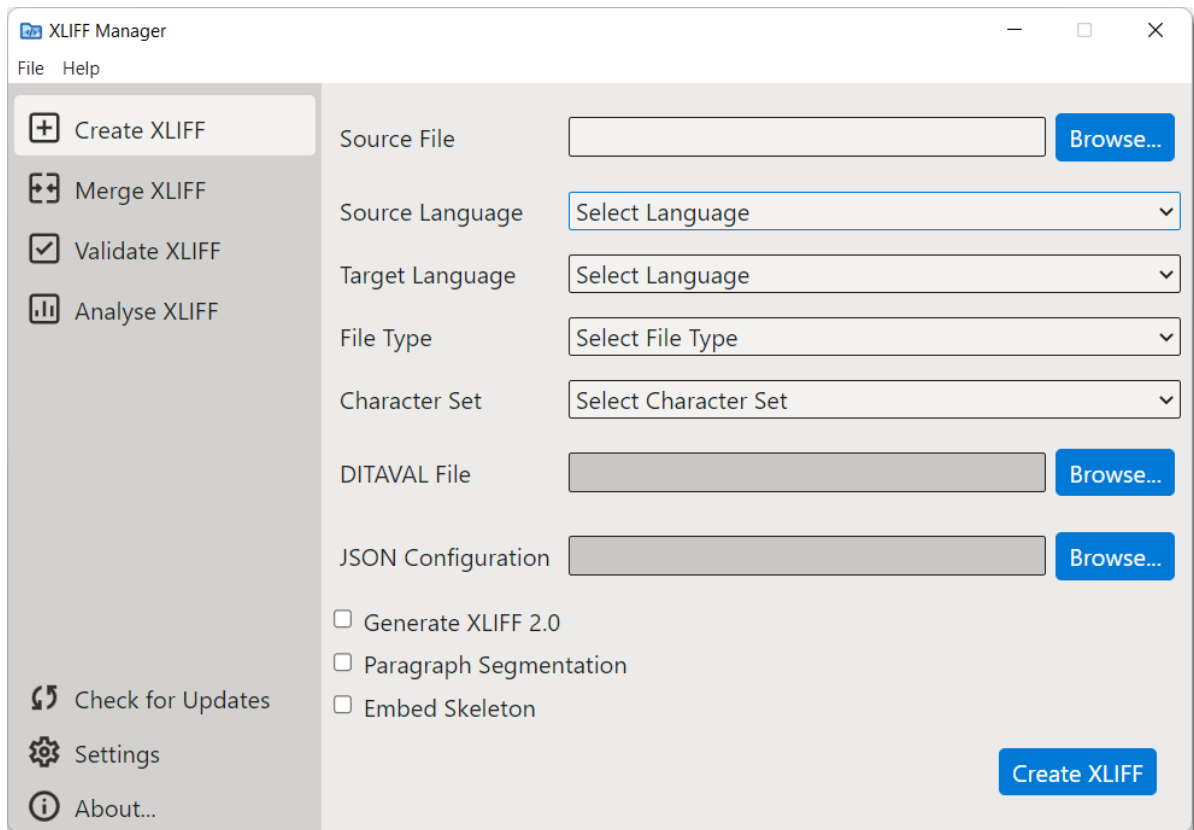 XLIFF Manager
File Help
Create XLIFF
Merge XLIFF
Validate XLIFF
Analyse XLIFF
Check for Updates
Settings
About...
Source File Browse...
Source Language Select Language
Target Language Select Language
File Type Select File Type
Character Set Select Character Set
DITAVAL File Browse...
JSON Configuration Browse...
Generate XLIFF 2.0
Paragraph Segmentation
Embed Skeleton
Create XLIFF